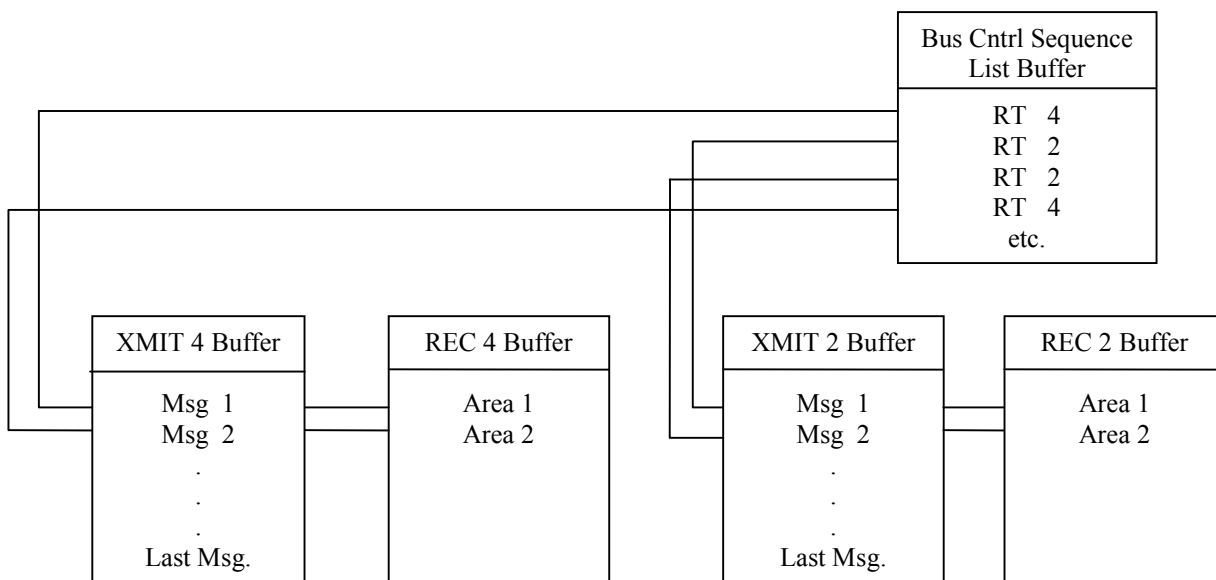 Bus Cntrl Sequence
List Buffer
RT 4
RT 2
RT 2
RT 4
etc.
XMIT 4 Buffer
Msg 1
Msg 2
.
.
.
Last Msg.
REC 4 Buffer
Area 1
Area 2
XMIT 2 Buffer
Msg 1
Msg 2
.
.
.
Last Msg.
REC 2 Buffer
Area 1
Area 2